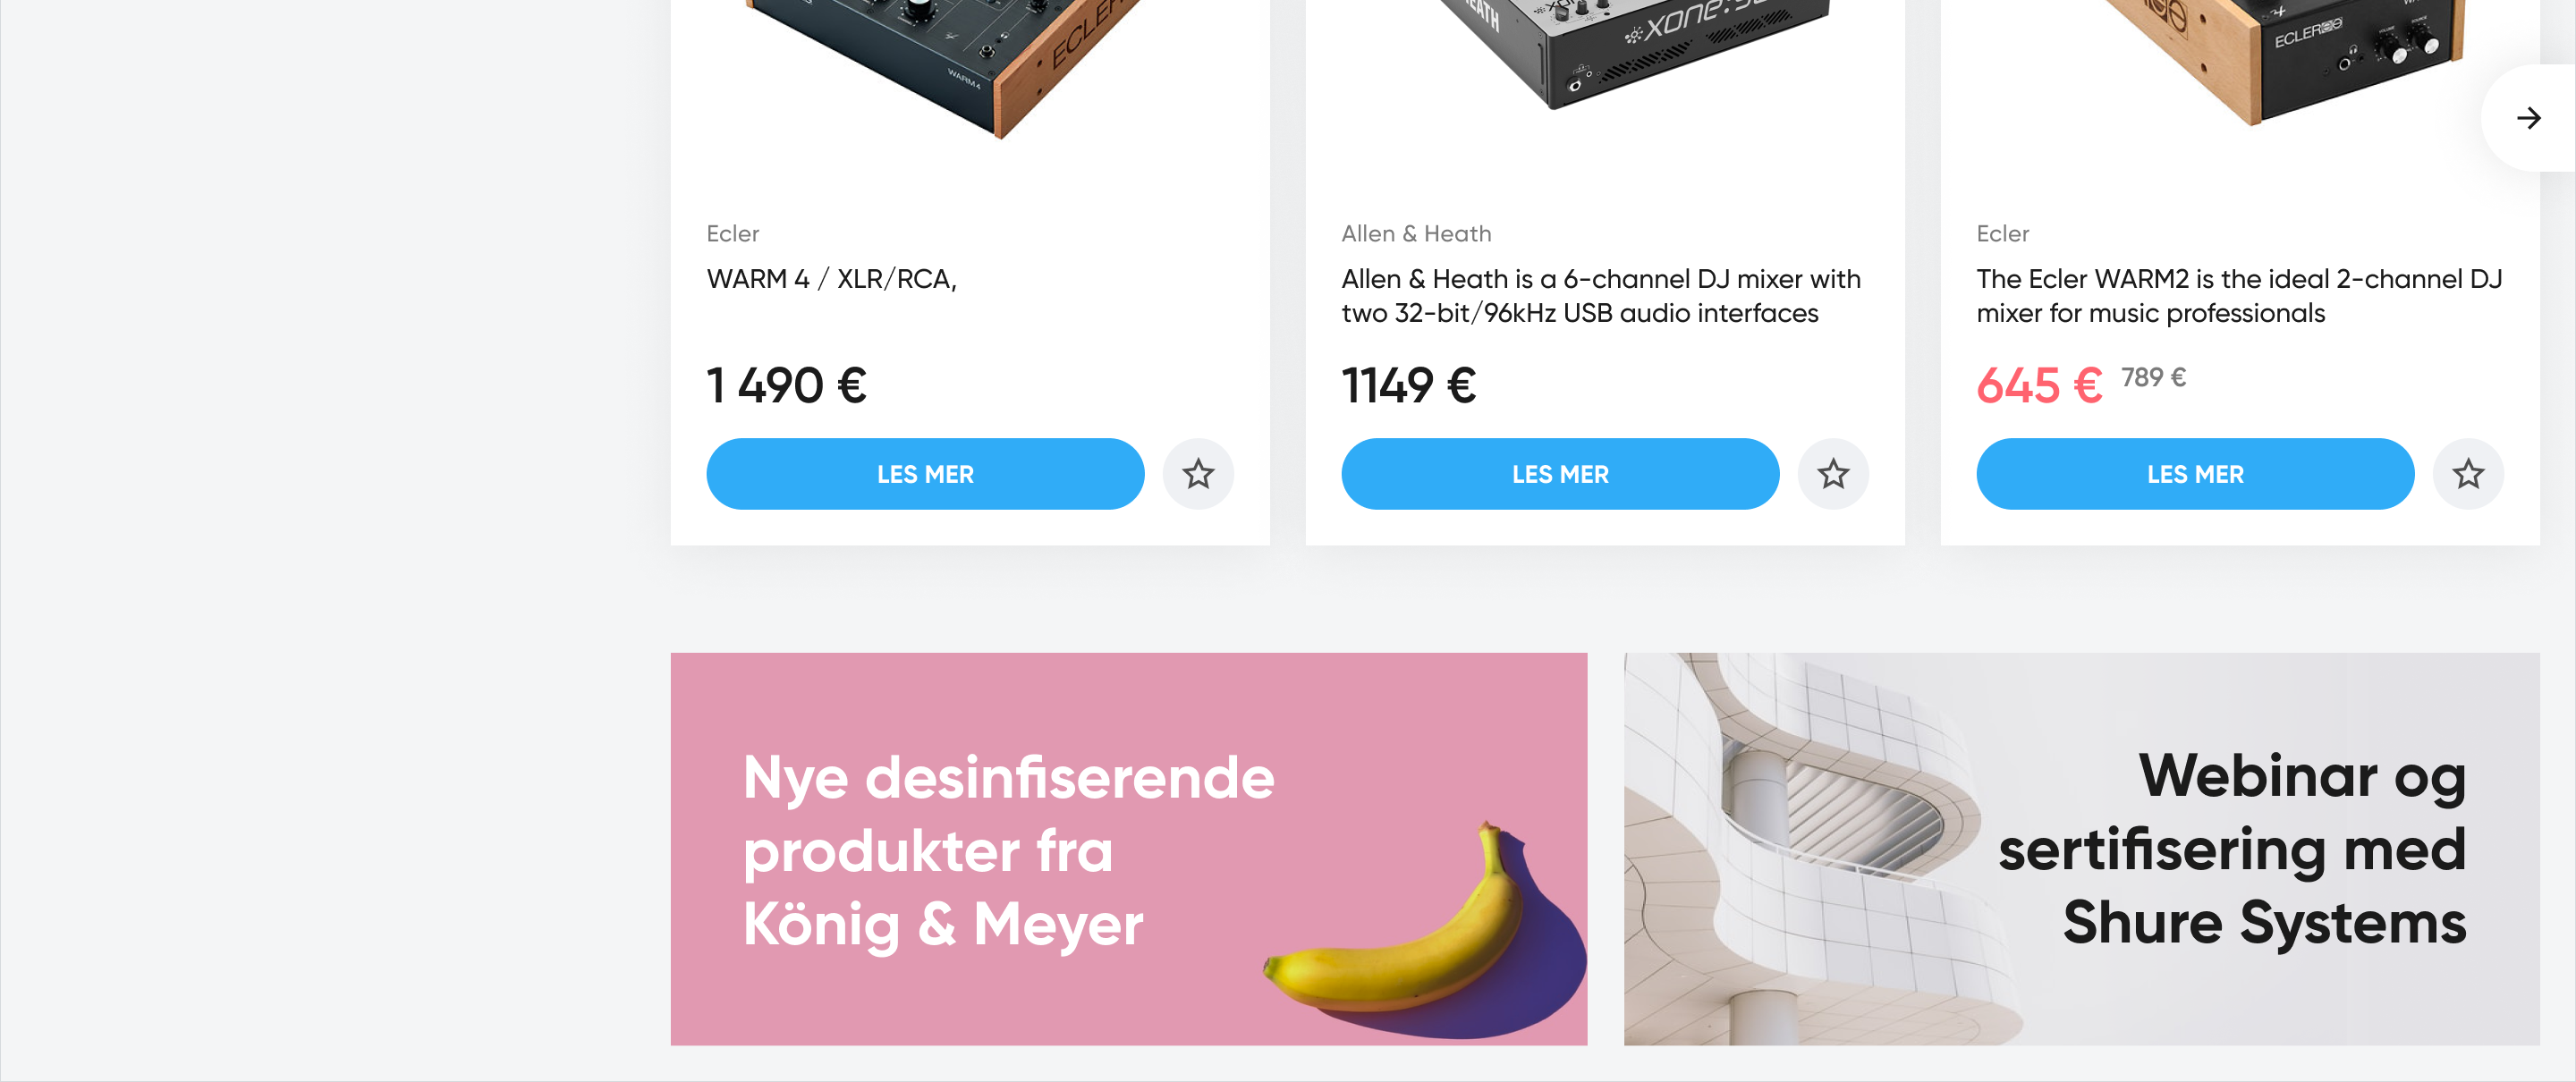 ECLER
WARM4
HEATH
XONE:
ECLER
Ecler
WARM 4 / XLR/RCA,
1 490 €
LES MER
Allen & Heath
Allen & Heath is a 6-channel DJ mixer with
two 32-bit/96kHz USB audio interfaces
1149 €
LES MER
Ecler
The Ecler WARM2 is the ideal 2-channel DJ
mixer for music professionals
645 € 789 €
LES MER
Nye desinfiserende
produkter fra
König & Meyer
Webinar og
sertifisering med
Shure Systems